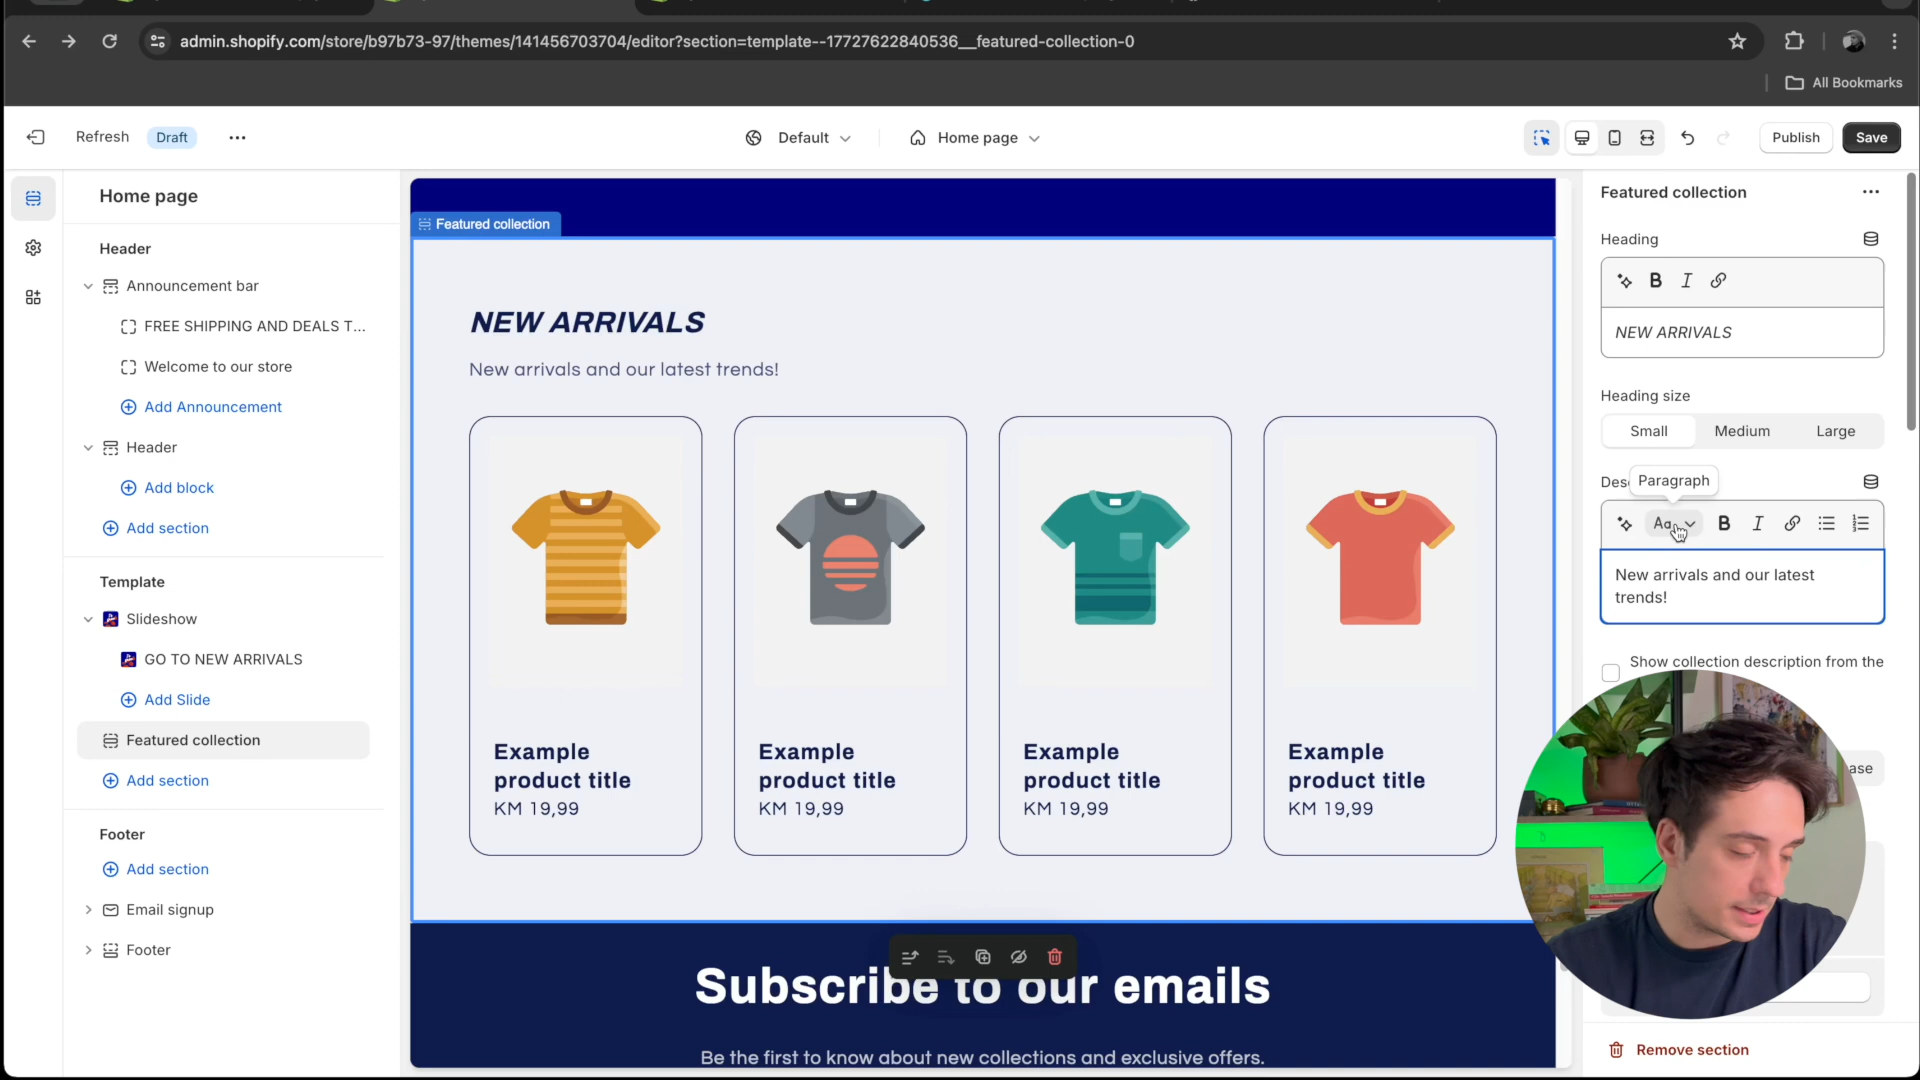 admin.shopify.com/store/b97b73-97/themes/141456703704/editor?section=template--17727622840536__featured-collection-0
All Bookmarks
Refresh
Draft
Default
Home page
Publish
Save
Home page
Header
Announcement bar
FREE SHIPPING AND DEALS T...
Welcome to our store
Add Announcement
Header
Add block
Add section
Template
Slideshow
GO TO NEW ARRIVALS
Add Slide
Featured collection
Add section
Footer
Add section
Email signup
Footer
Featured collection
NEW ARRIVALS
New arrivals and our latest trends!
Example
product title
KM 19,99
Example
product title
KM 19,99
Example
product title
KM 19,99
Example
product title
KM 19,99
Subscribe to our emails
Be the first to know about new collections and exclusive offers.
Featured collection
Heading
B I
NEW ARRIVALS
Heading size
Small Medium Large
Paragraph
Aa B I
New arrivals and our latest
trends!
Show collection description from the
Remove section